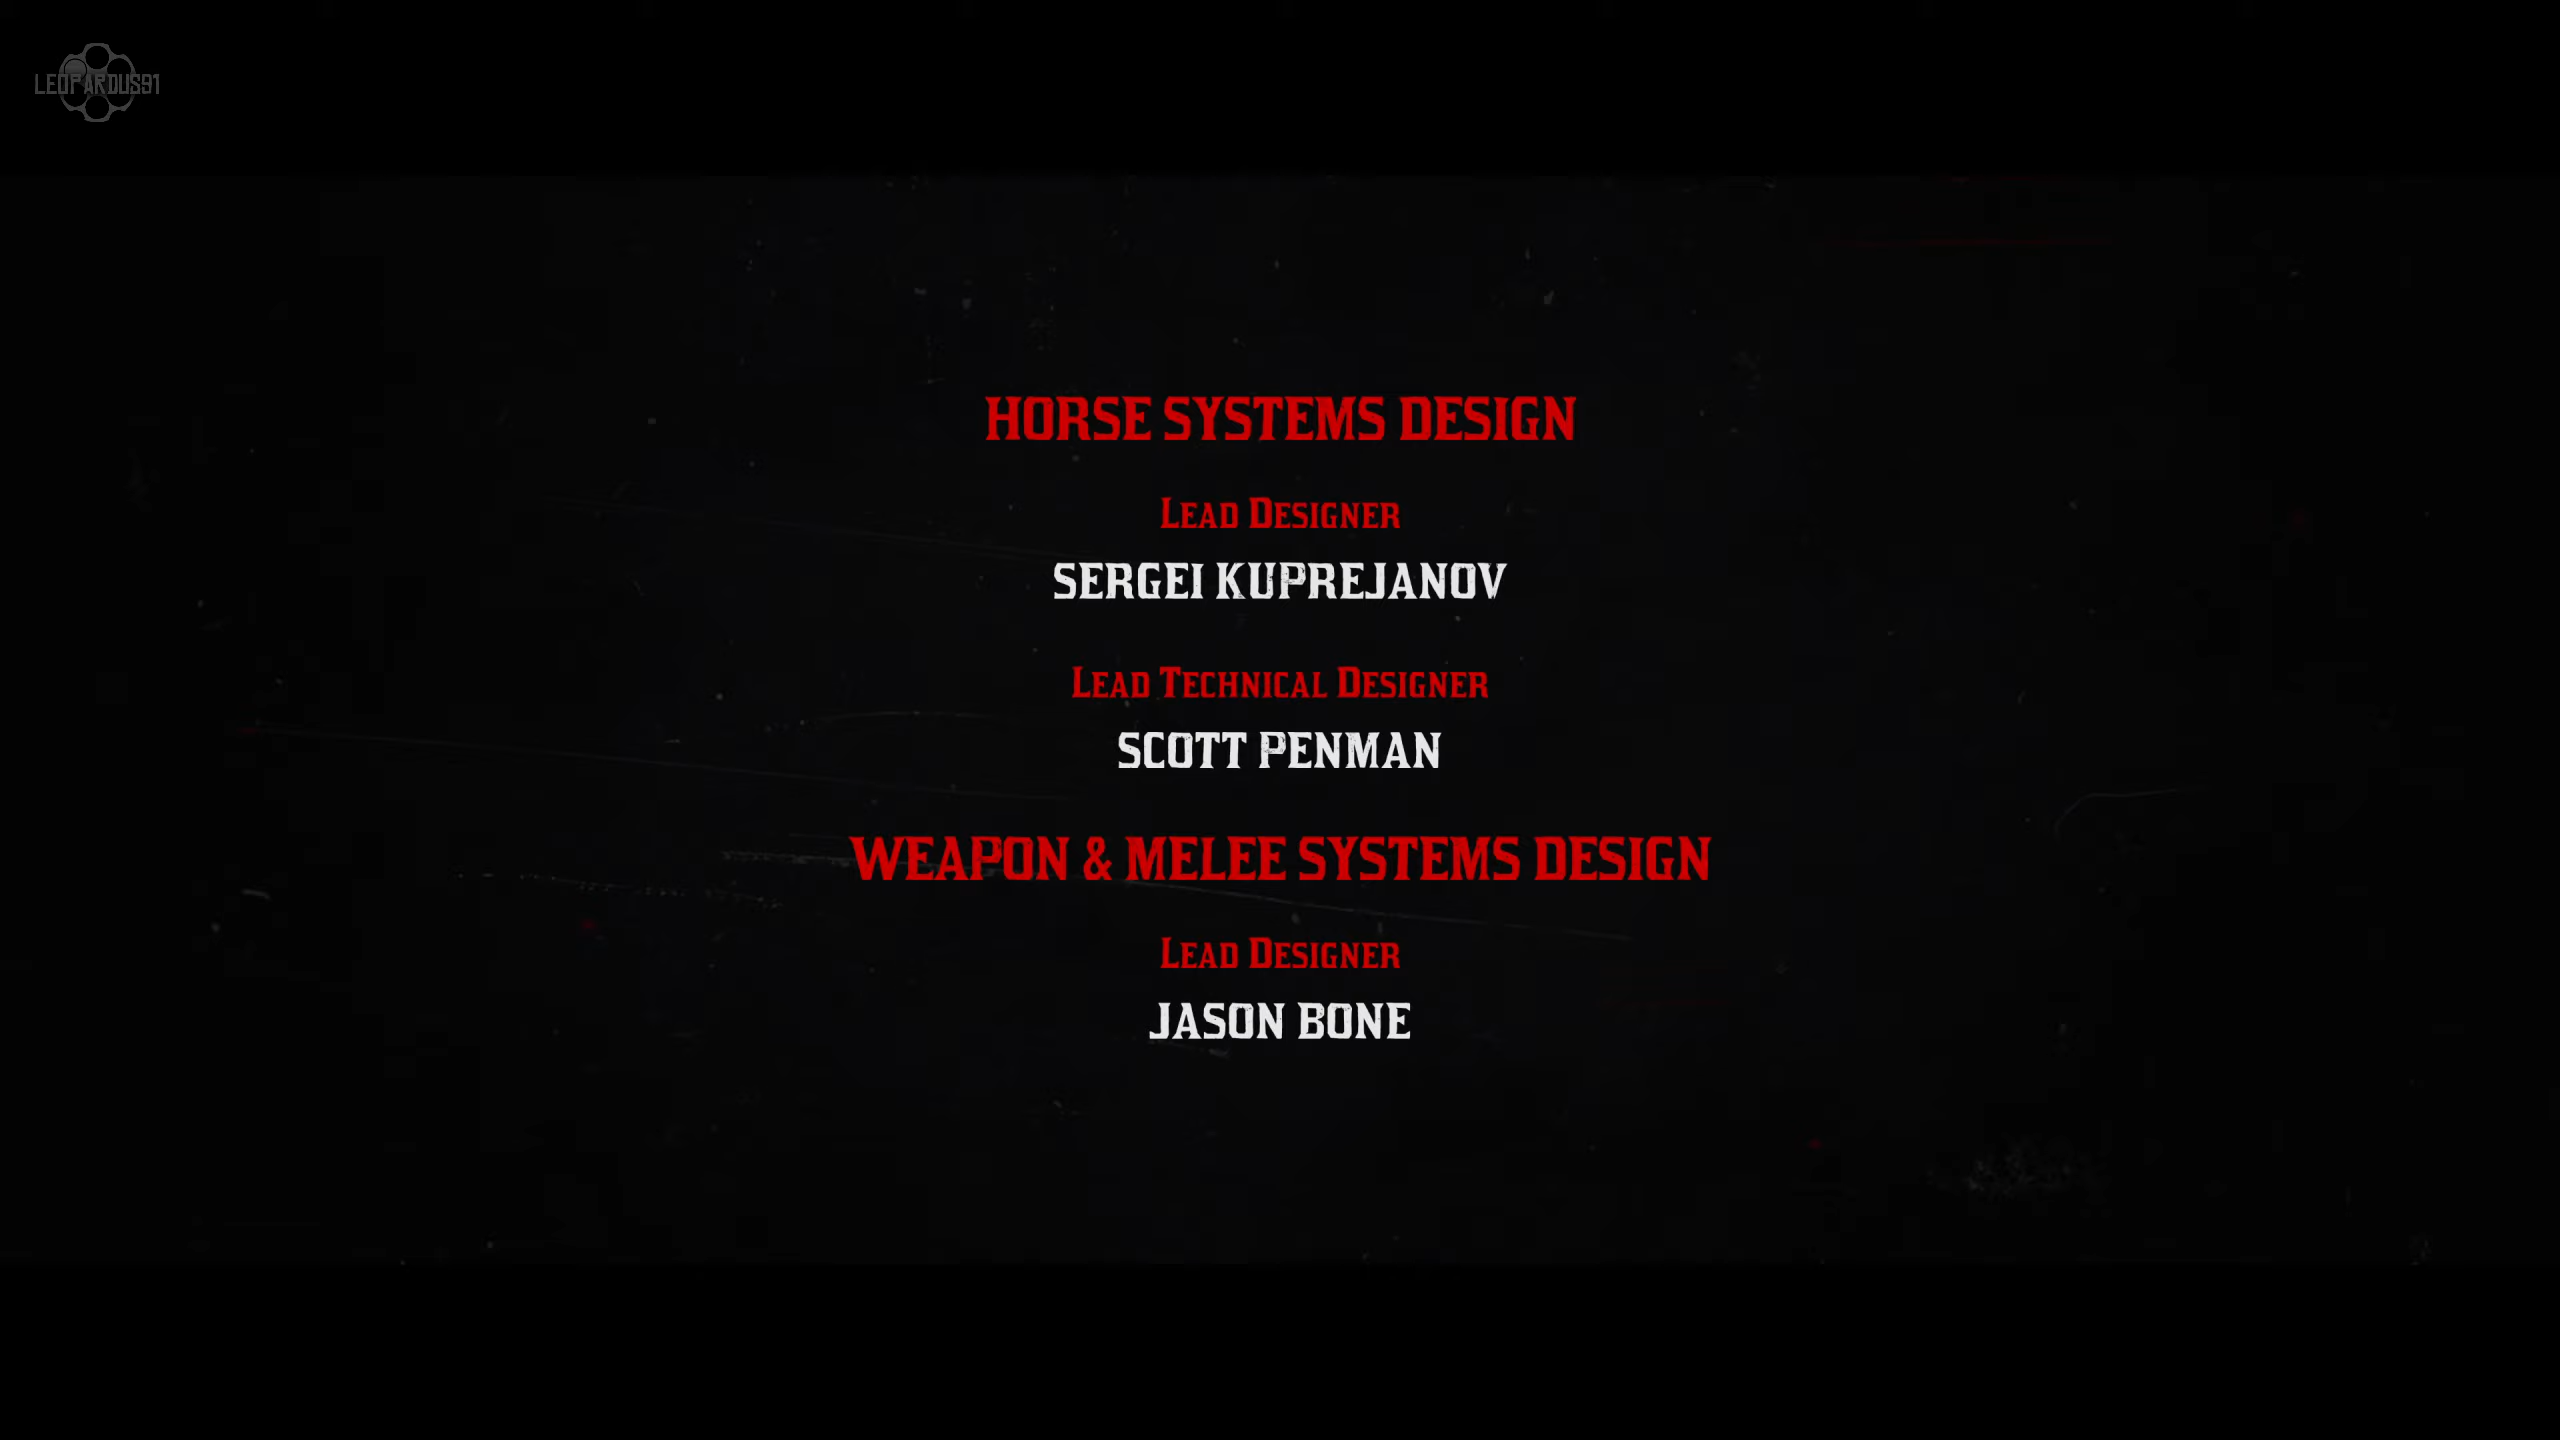 LEOPARDUS91
HORSE SYSTEMS DESIGN
LEAD DESIGNER
SERGEI KUPREJANOV
LEAD TECHNICAL DESIGNER
SCOTT PENMAN
WEAPON & MELEE SYSTEMS DESIGN
LEAD DESIGNER
JASON BONE